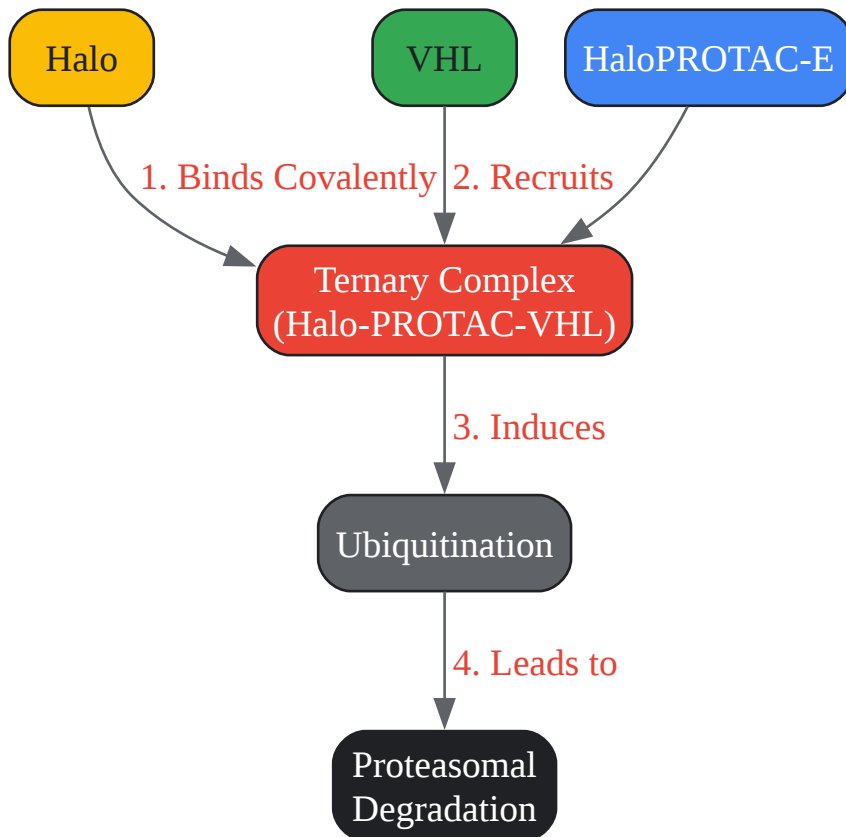 Halo
VHL
HaloPROTAC-E
1. Binds Covalently
2. Recruits
Ternary Complex
(Halo-PROTAC-VHL)
3. Induces
Ubiquitination
4. Leads to
Proteasomal
Degradation